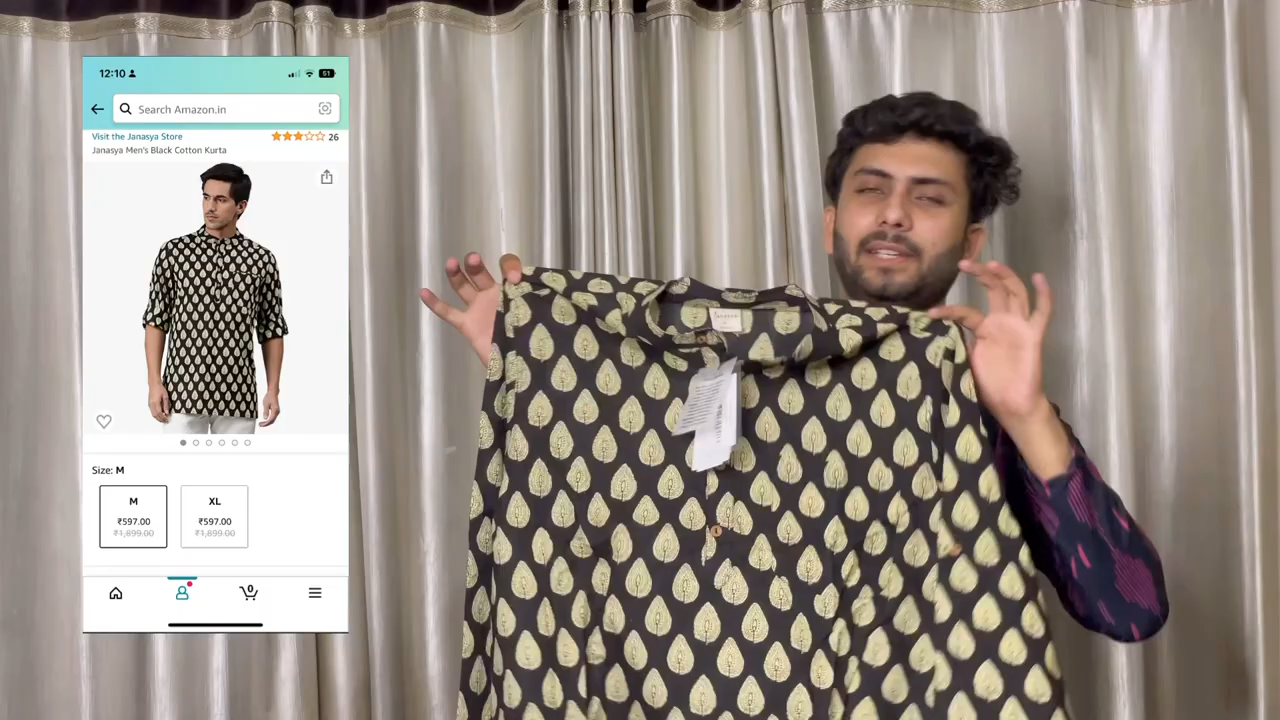 12:10
51
Search Amazon.in
Visit the Janasya Store
26
Janasya Men's Black Cotton Kurta
Size: M
M
XL
₹597.00
₹597.00
₹1,899.00
₹1,899.00
0
Janasya